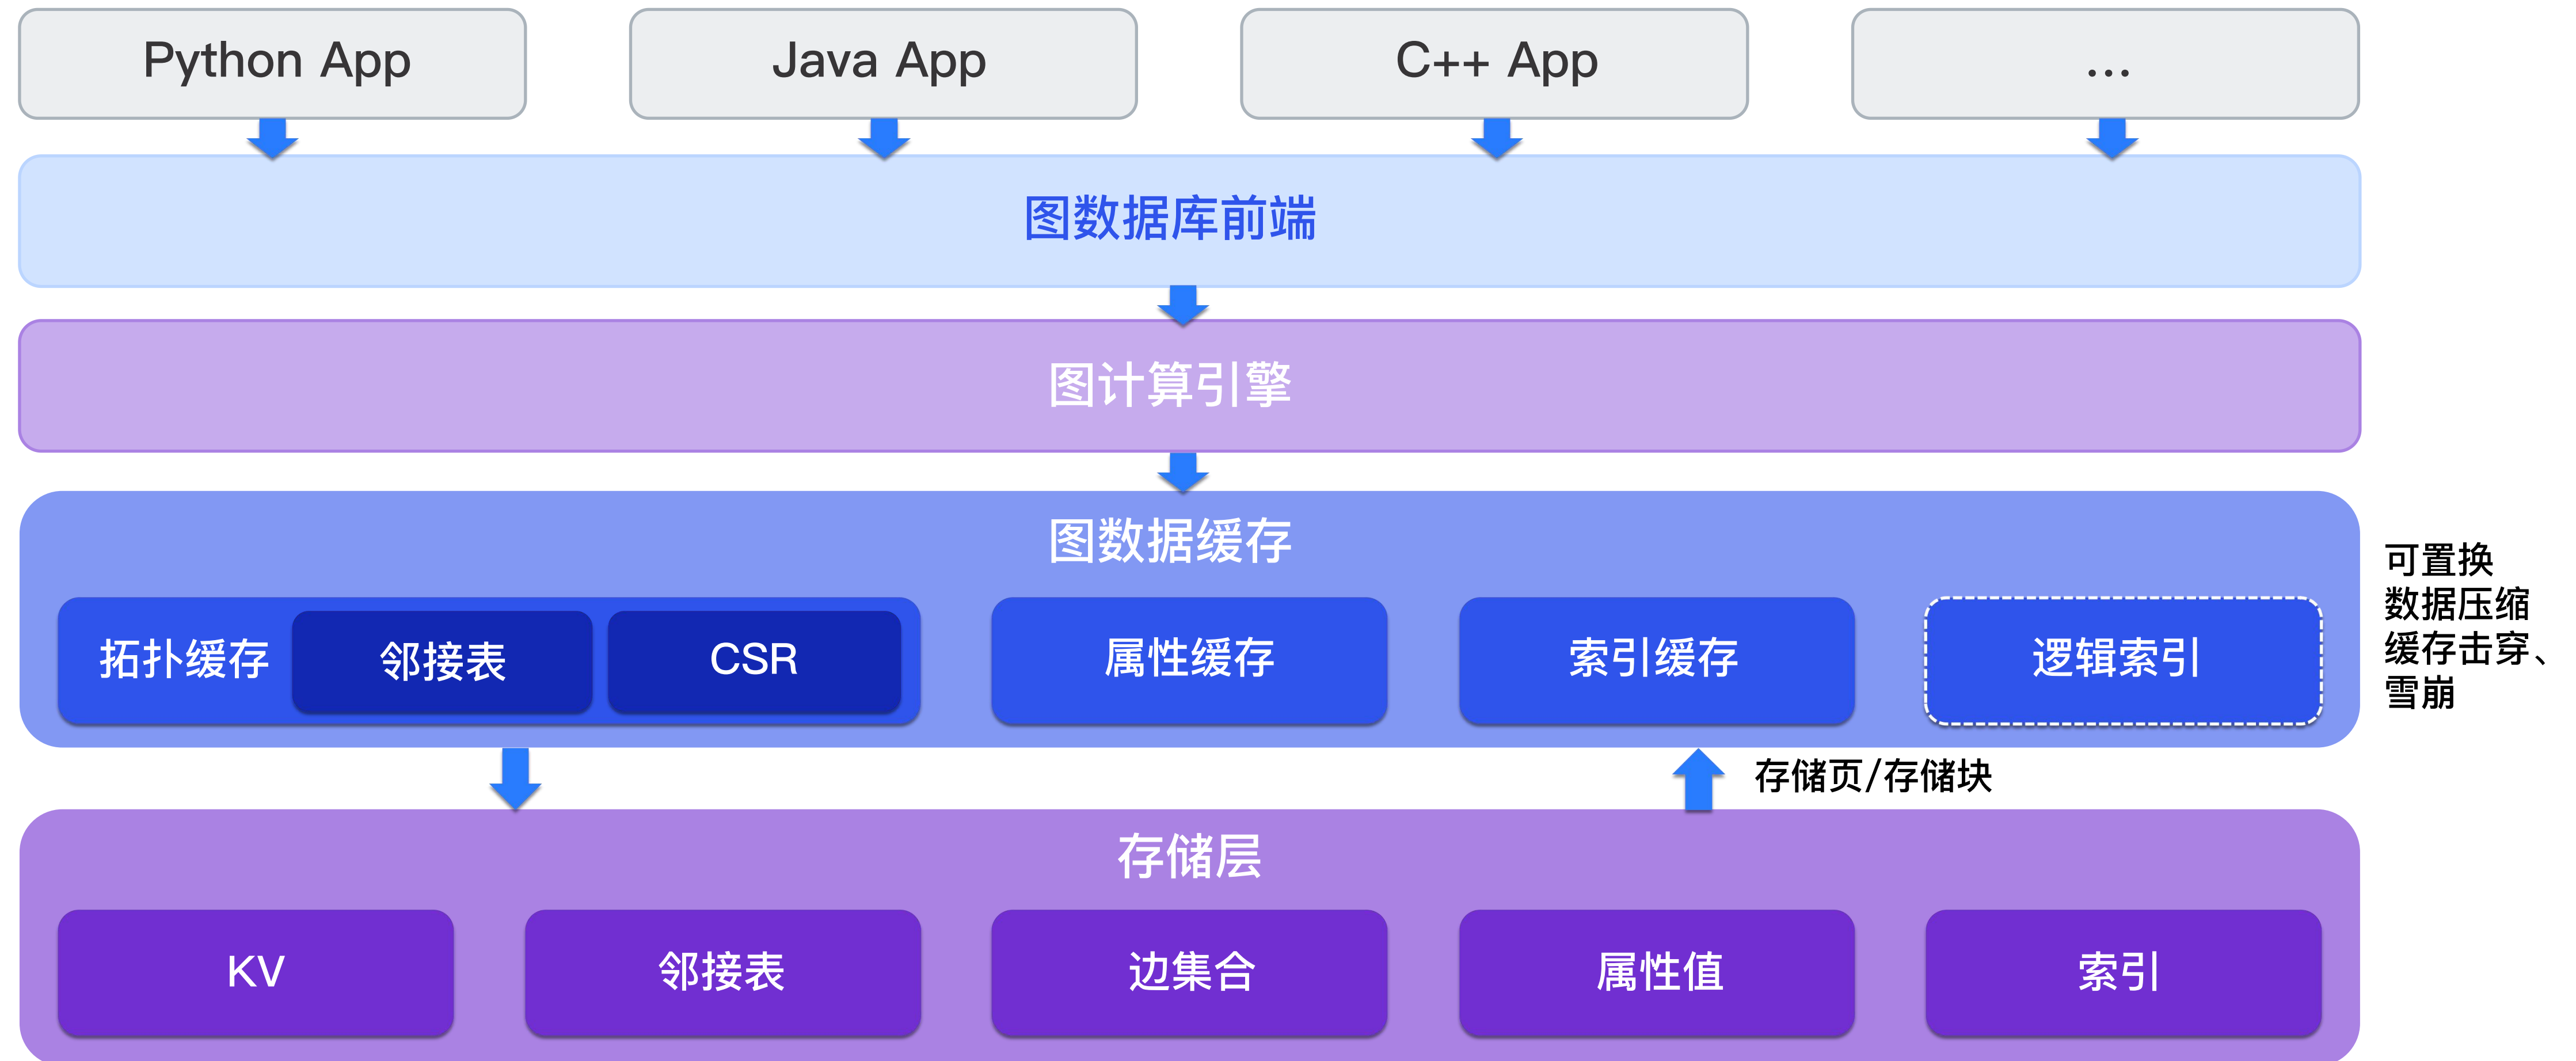 Python App
Java App
C++ App
...
图数据库前端
图计算引擎
图数据缓存
拓扑缓存
邻接表
CSR
属性缓存
索引缓存
逻辑索引
可置换
数据压缩
缓存击穿、
雪崩
存储页/存储块
存储层
KV
邻接表
边集合
属性值
索引